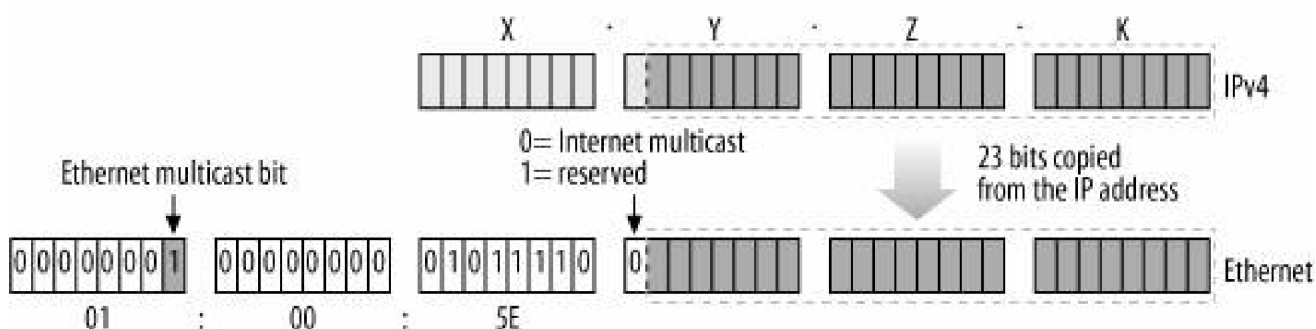 X - Y - Z - K
IPv4
0= Internet multicast
1= reserved
23 bits copied
from the IP address
Ethernet multicast bit
0 0 0 0 0 0 0 1 0 0 0 0 0 0 0 0 0 1 0 1 1 1 1 0 0
Ethernet
01 : 00 : 5E